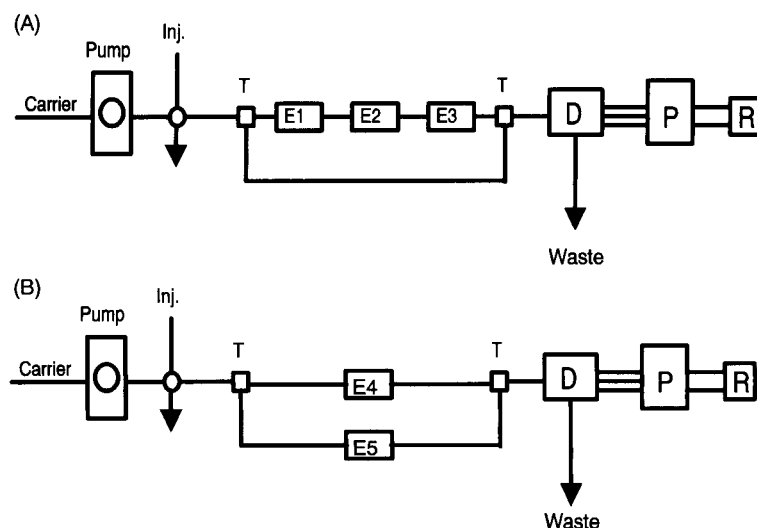 (A)
Inj.
Pump
Carrier
T
E1
E2
E3
T
D
P
R
Waste
(B)
Inj.
Pump
Carrier
T
E4
T
D
P
R
E5
Waste